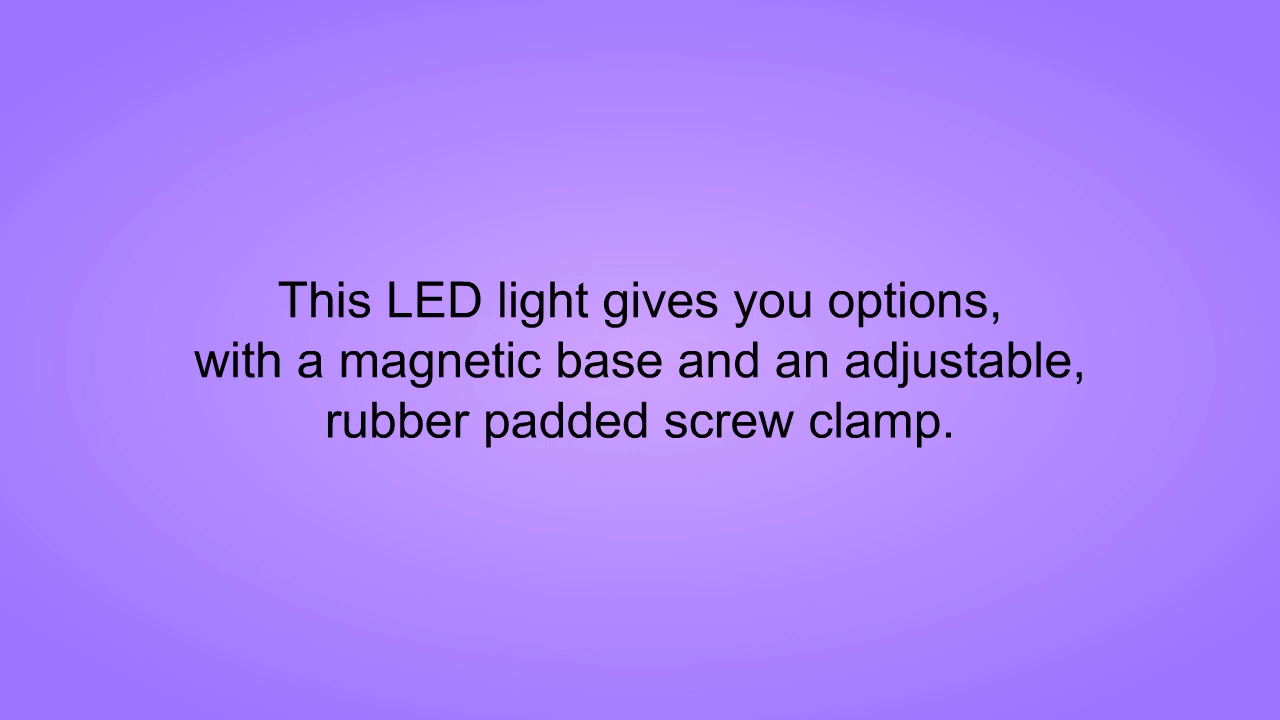 This LED light gives you options,
with a magnetic base and an adjustable,
rubber padded screw clamp.